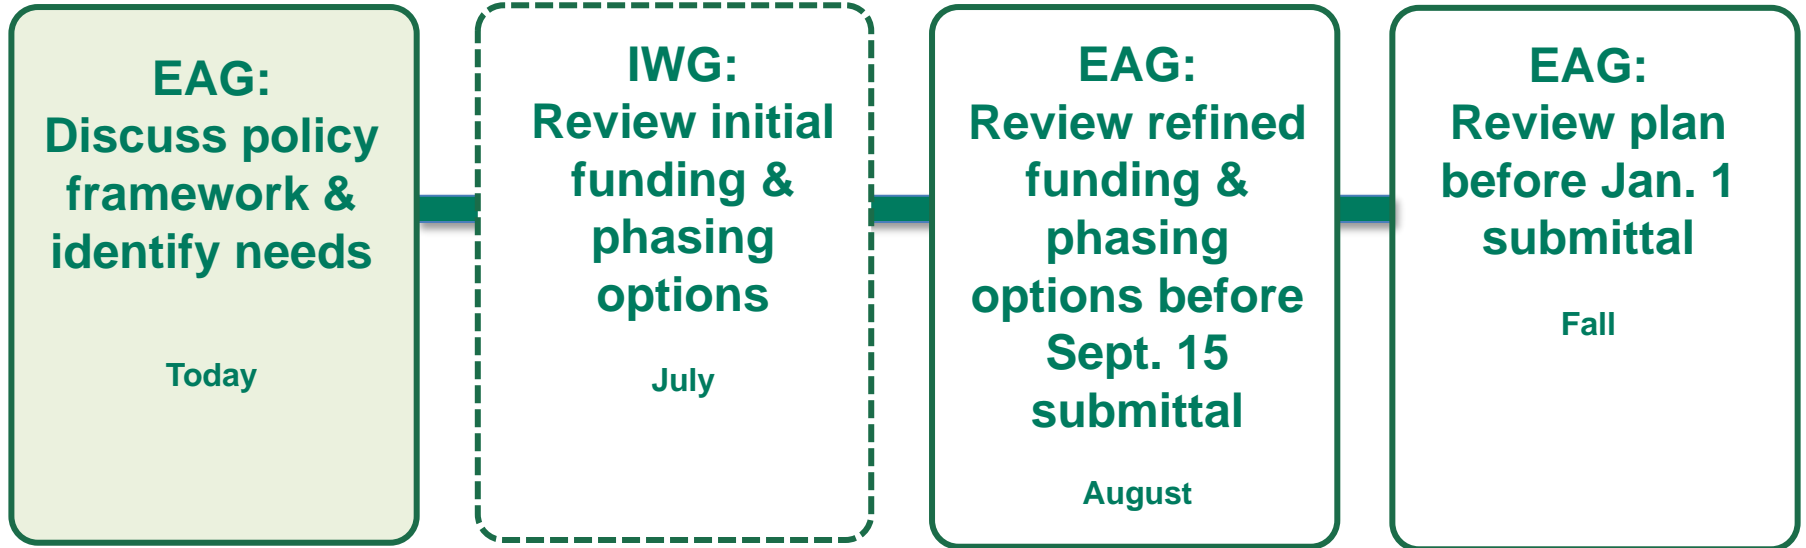 EAG:
Discuss policy
framework &
identify needs
Today
IWG:
Review initial
funding &
phasing
options
July
EAG:
Review refined
funding &
phasing
options before
Sept. 15
submittal
August
EAG:
Review plan
before Jan. 1
submittal
Fall